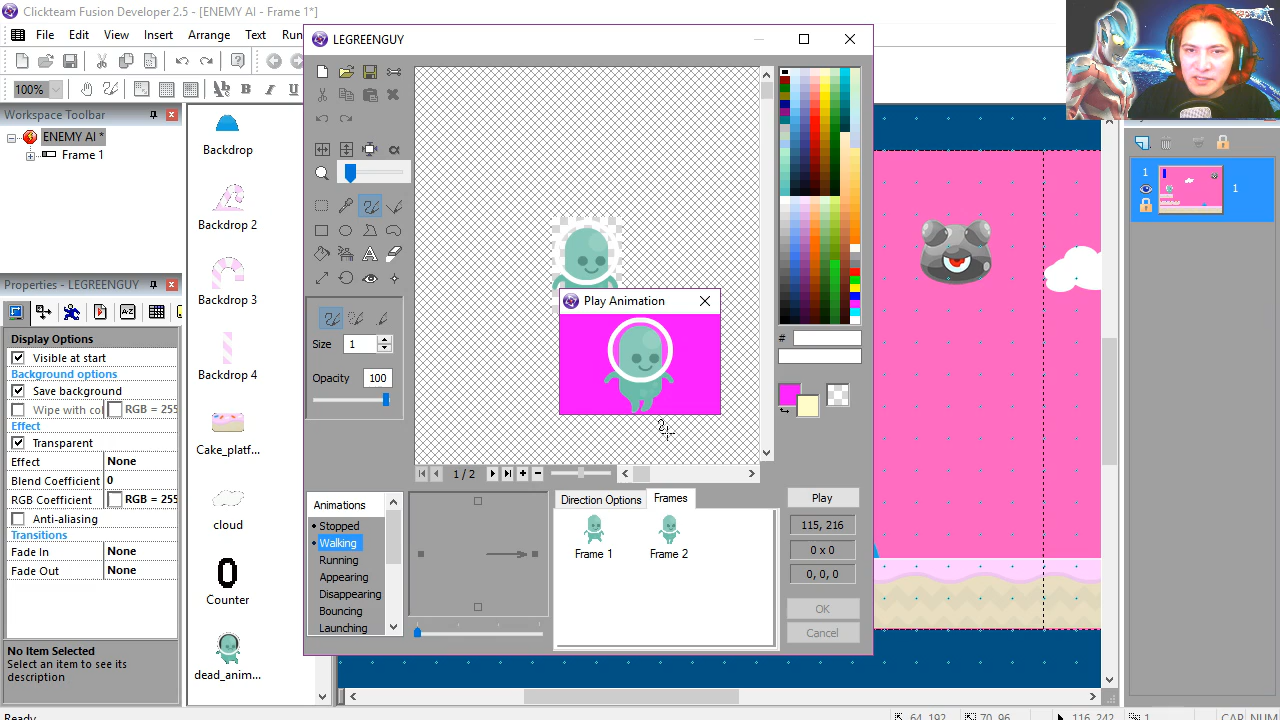 Clickteam Fusion Developer 2.5 - [ENEMY AI - Frame 1*]
File Edit View Insert Arrange Text Run
100%
B I U
Workspace Toolbar
ENEMY AI *
Frame 1
Properties - LEGREENGUY
Display Options
Visible at start
Background options
Save background
Wipe with col RGB = 255
Effect
Transparent
Effect None
Blend Coefficient 0
RGB Coefficient RGB = 255
Anti-aliasing
Transitions
Fade In None
Fade Out None
No Item Selected
Select an item to see its
description
Ready
Backdrop
Backdrop 2
Backdrop 3
Backdrop 4
Cake_platf...
cloud
0
Counter
dead_anim...
LEGREENGUY
A
Size 1
Opacity 100
Play Animation
2
1 / 2
#
Animations
Stopped
Walking
Running
Appearing
Disappearing
Bouncing
Launching
Direction Options Frames
Frame 1 Frame 2
Play
115, 216
0 x 0
0, 0, 0
OK
Cancel
1
1
64, 192 70, 96 116, 242 1 CAP NUM